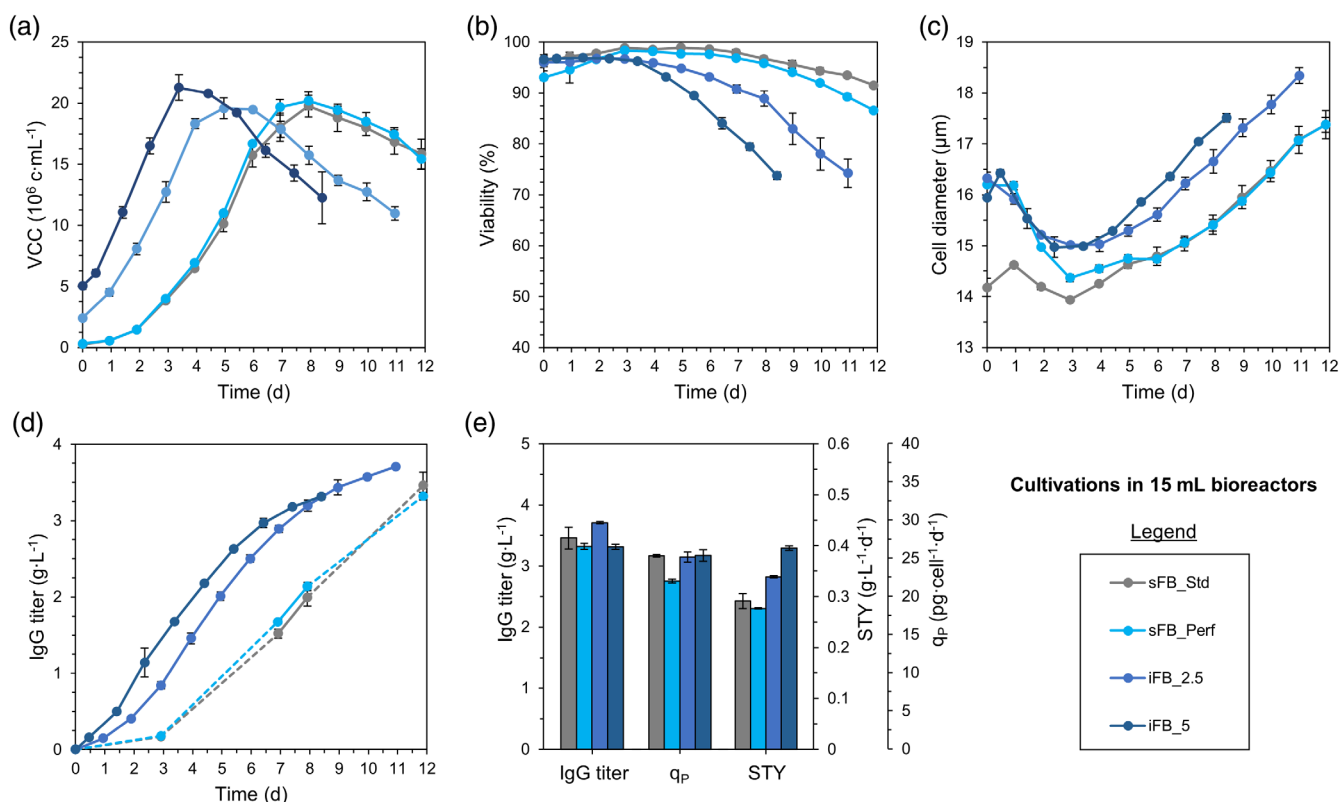 (a)
25
20
15
10
5
0
VCC (10⁶ c·mL⁻¹)
0 1 2 3 4 5 6 7 8 9 10 11 12
Time (d)
(b)
100
90
80
70
60
50
40
Viability (%)
0 1 2 3 4 5 6 7 8 9 10 11 12
Time (d)
(c)
19
18
17
16
15
14
13
Cell diameter (µm)
0 1 2 3 4 5 6 7 8 9 10 11 12
Time (d)
(d)
4
3
2
1
0
IgG titer (g·L⁻¹)
0 1 2 3 4 5 6 7 8 9 10 11 12
Time (d)
(e)
5
4
3
2
1
0
IgG titer (g·L⁻¹)
IgG titer qP STY
0.6
0.5
0.4
0.3
0.2
0.1
0
STY (g·L⁻¹·d⁻¹)
40
35
30
25
20
15
10
5
0
qP (pg·cell⁻¹·d⁻¹)
Cultivations in 15 mL bioreactors
Legend
sFB_Std
sFB_Perf
iFB_2.5
iFB_5